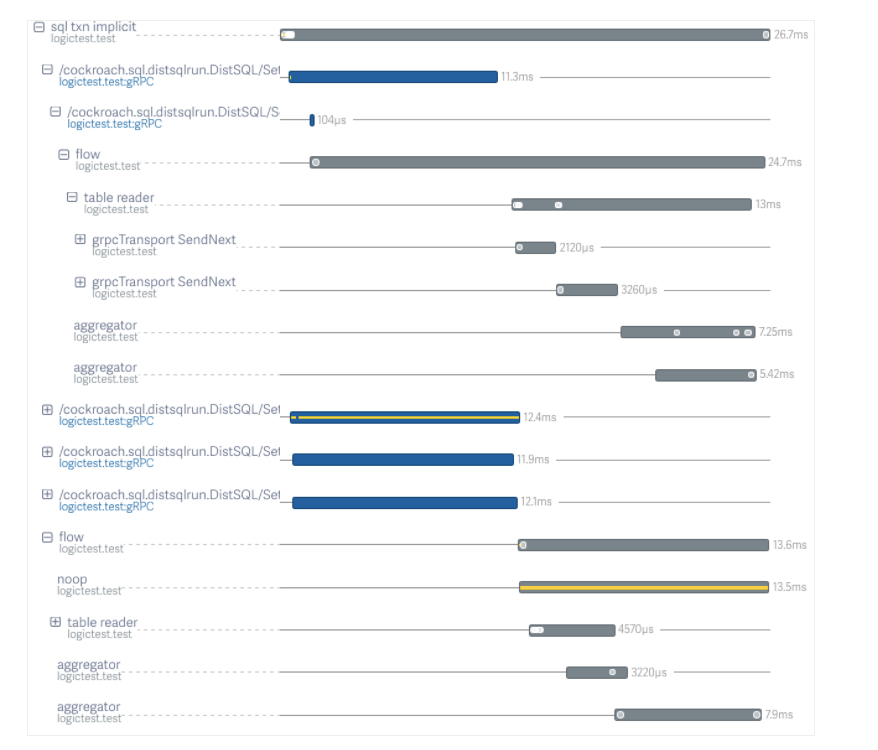 sql txn implicit
logictest.test
26.7ms
/cockroach.sql.distsqlrun.DistSQL/Set
logictest.test:gRPC
11.3ms
/cockroach.sql.distsqlrun.DistSQL/S
logictest.test:gRPC
104µs
flow
logictest.test
24.7ms
table reader
logictest.test
13ms
grpcTransport SendNext
logictest.test
2120µs
grpcTransport SendNext
logictest.test
3260µs
aggregator
logictest.test
7.25ms
aggregator
logictest.test
5.42ms
/cockroach.sql.distsqlrun.DistSQL/Set
logictest.test:gRPC
12.4ms
/cockroach.sql.distsqlrun.DistSQL/Set
logictest.test:gRPC
11.9ms
/cockroach.sql.distsqlrun.DistSQL/Set
logictest.test:gRPC
12.1ms
flow
logictest.test
13.6ms
noop
logictest.test
13.5ms
table reader
logictest.test
4570µs
aggregator
logictest.test
3220µs
aggregator
logictest.test
7.9ms